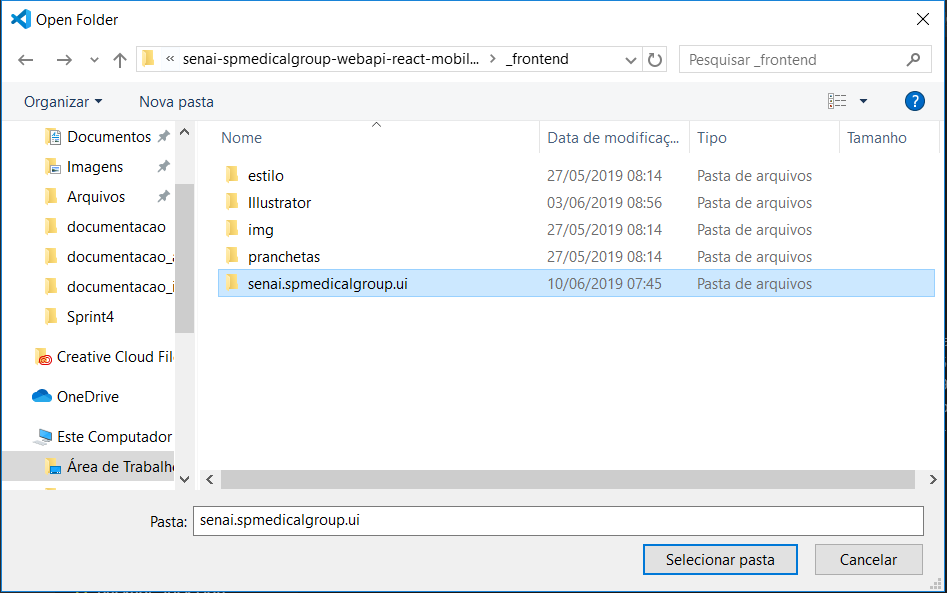 Open Folder
« senai-spmedicalgroup-webapi-react-mobil... > _frontend
Pesquisar _frontend
Organizar
Nova pasta
?
Documentos
Imagens
Arquivos
documentacao
documentacao_a
documentacao_i
Sprint4
Creative Cloud Fil
OneDrive
Este Computador
Área de Trabalho
Nome Data de modificaç... Tipo Tamanho
estilo 27/05/2019 08:14 Pasta de arquivos
Illustrator 03/06/2019 08:56 Pasta de arquivos
img 27/05/2019 08:14 Pasta de arquivos
pranchetas 27/05/2019 08:14 Pasta de arquivos
senai.spmedicalgroup.ui 10/06/2019 07:45 Pasta de arquivos
Pasta: senai.spmedicalgroup.ui
Selecionar pasta
Cancelar